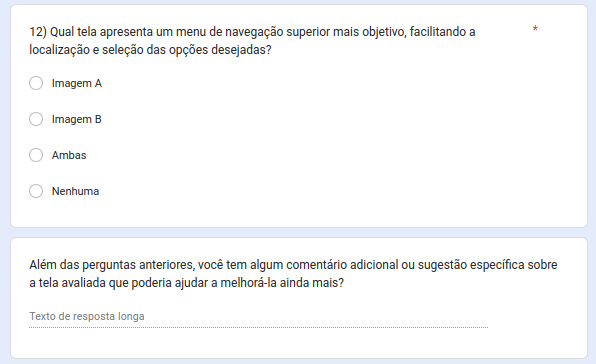 12) Qual tela apresenta um menu de navegação superior mais objetivo, facilitando a *
localização e seleção das opções desejadas?
Imagem A
Imagem B
Ambas
Nenhuma
Além das perguntas anteriores, você tem algum comentário adicional ou sugestão específica sobre
a tela avaliada que poderia ajudar a melhorá-la ainda mais?
Texto de resposta longa